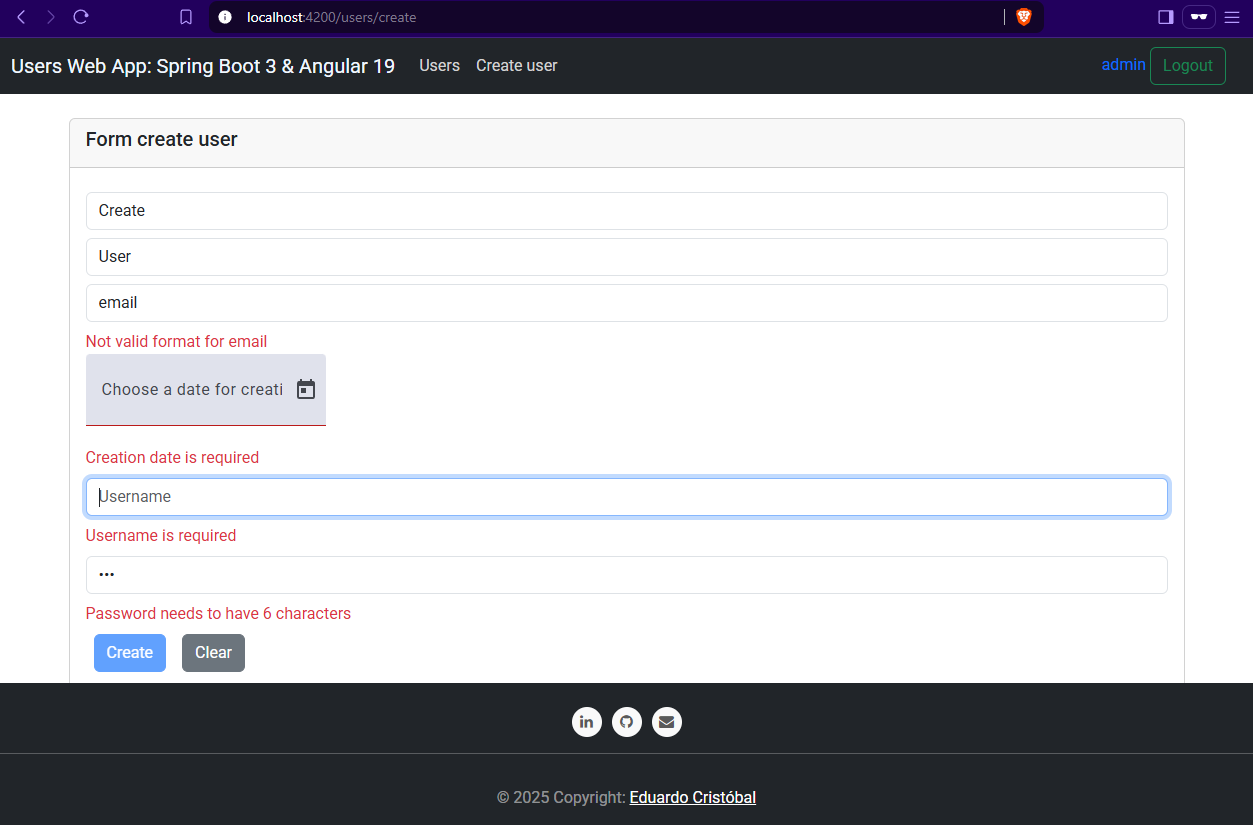 localhost:4200/users/create
Users Web App: Spring Boot 3 & Angular 19 Users Create user admin Logout
Form create user
Create
User
email
Not valid format for email
Choose a date for creati
Creation date is required
Username
Username is required
•••
Password needs to have 6 characters
Create Clear
in
© 2025 Copyright: Eduardo Cristóbal